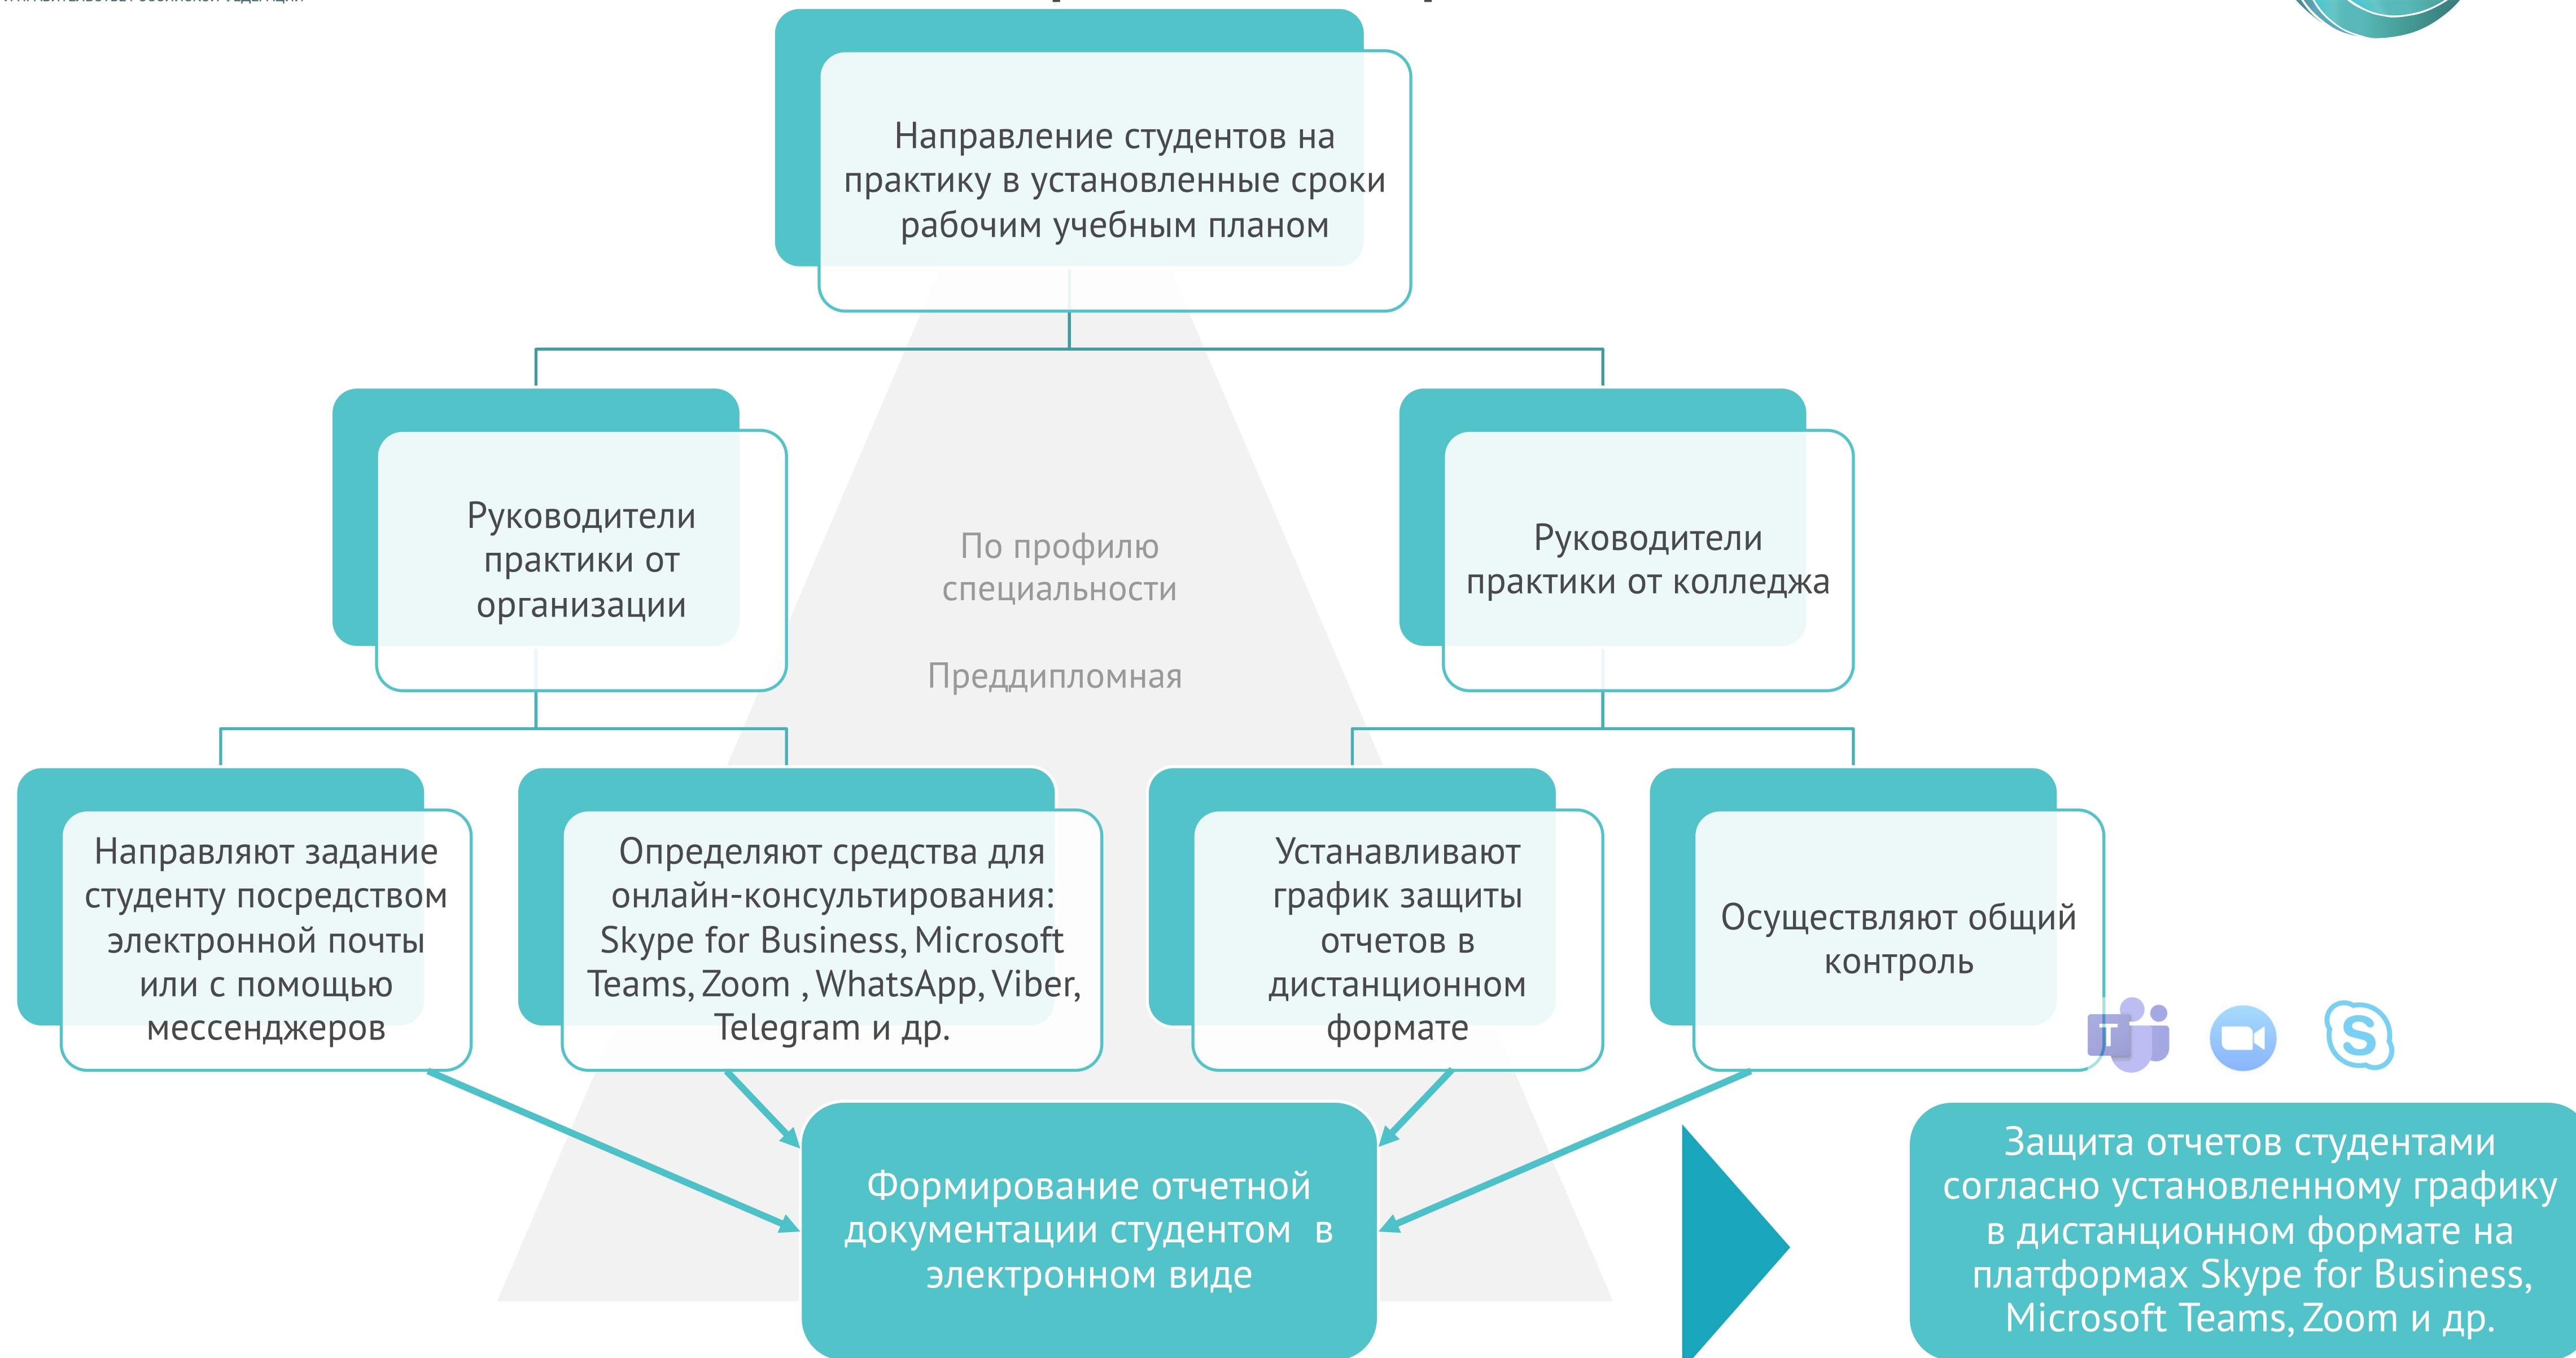 Направление студентов на
практику в установленные сроки
рабочим учебным планом
Руководители
практики от
организации
По профилю
специальности
Преддипломная
Руководители
практики от колледжа
Направляют задание
студенту посредством
электронной почты
или с помощью
мессенджеров
Определяют средства для
онлайн-консультирования:
Skype for Business, Microsoft
Teams, Zoom , WhatsApp, Viber,
Telegram и др.
Устанавливают
график защиты
отчетов в
дистанционном
формате
Осуществляют общий
контроль
T
S
Формирование отчетной
документации студентом  в
электронном виде
Защита отчетов студентами
согласно установленному графику
в дистанционном формате на
платформах Skype for Business,
Microsoft Teams, Zoom и др.